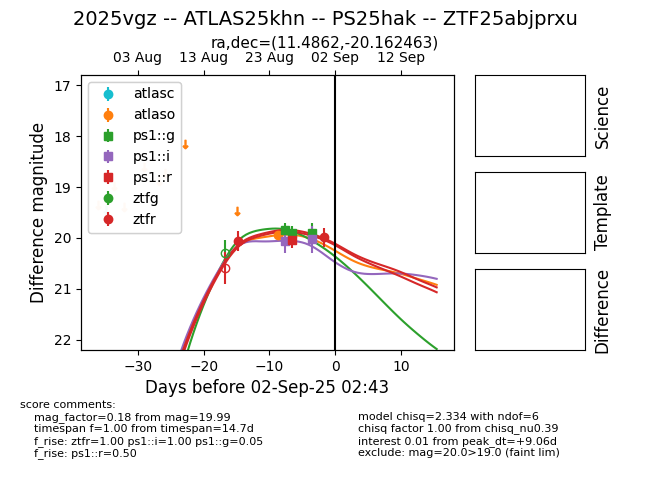 2025vgz -- ATLAS25khn -- PS25hak -- ZTF25abjprxu
ra,dec=(11.4862,-20.162463)
03 Aug 13 Aug 23 Aug 02 Sep 12 Sep
17
18
19
20
21
22
Difference magnitude
atlasc
atlaso
ps1::g
ps1::i
ps1::r
ztfg
ztfr
−30 −20 −10 0 10
Days before 02-Sep-25 02:43
Science
Template
Difference
score comments:
mag_factor=0.18 from mag=19.99
timespan f=1.00 from timespan=14.7d
f_rise: ztfr=1.00 ps1::i=1.00 ps1::g=0.05
f_rise: ps1::r=0.50
model chisq=2.334 with ndof=6
chisq factor 1.00 from chisq_nu0.39
interest 0.01 from peak_dt=+9.06d
exclude: mag=20.0>19.0 (faint lim)